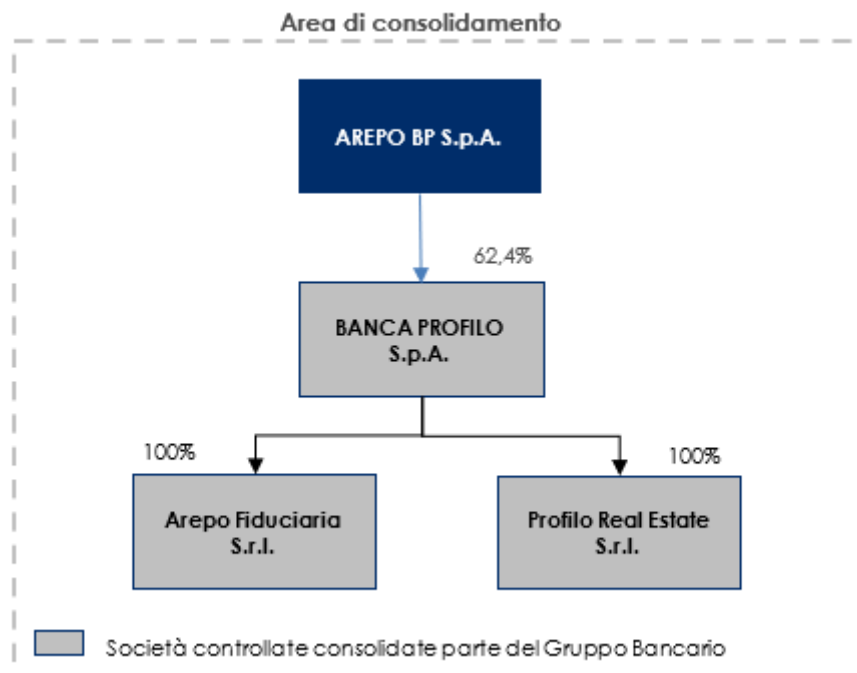 Area di consolidamento
AREPO BP S.p.A.
62,4%
BANCA PROFILO
S.p.A.
100%
100%
Arepo Fiduciaria
S.r.l.
Profilo Real Estate
S.r.l.
Società controllate consolidate parte del Gruppo Bancario